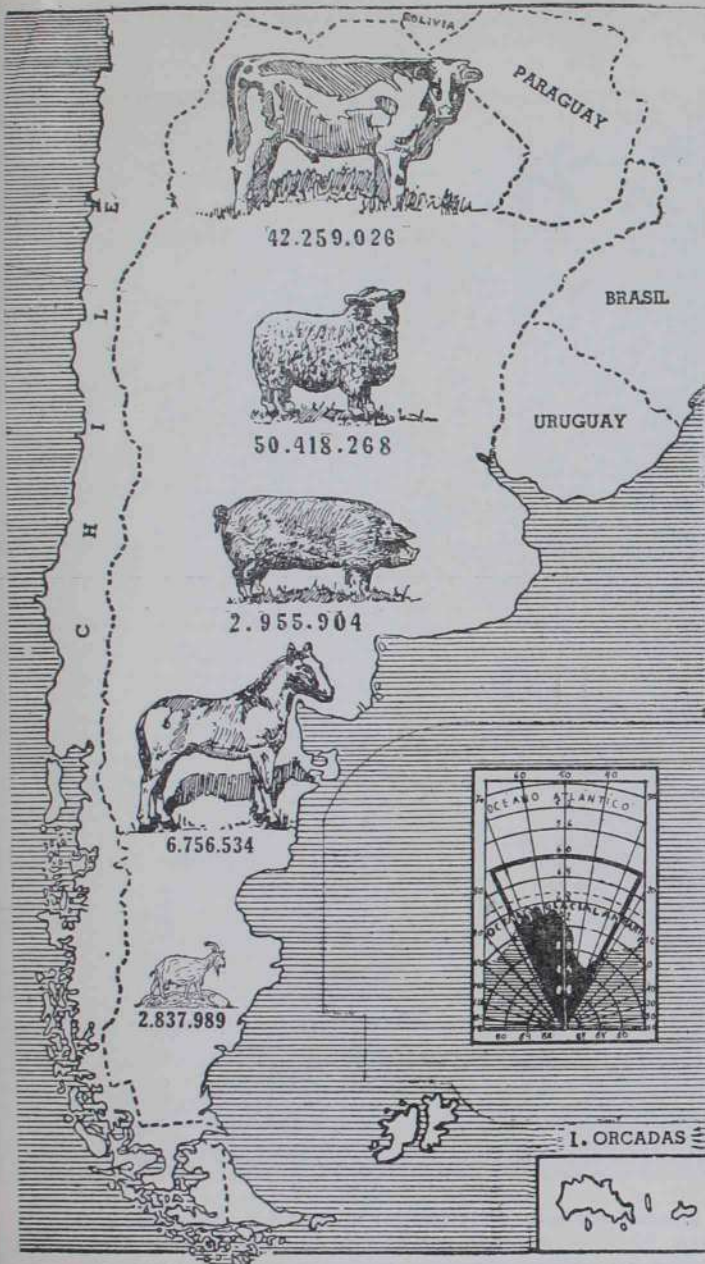 BOLIVIA
PARAGUAY
42.259.026
BRASIL
CHILE
50.418.268
URUGUAY
2.955.904
6.756.534
OCEANO ATLANTICO
2.837.989
I. ORCADAS